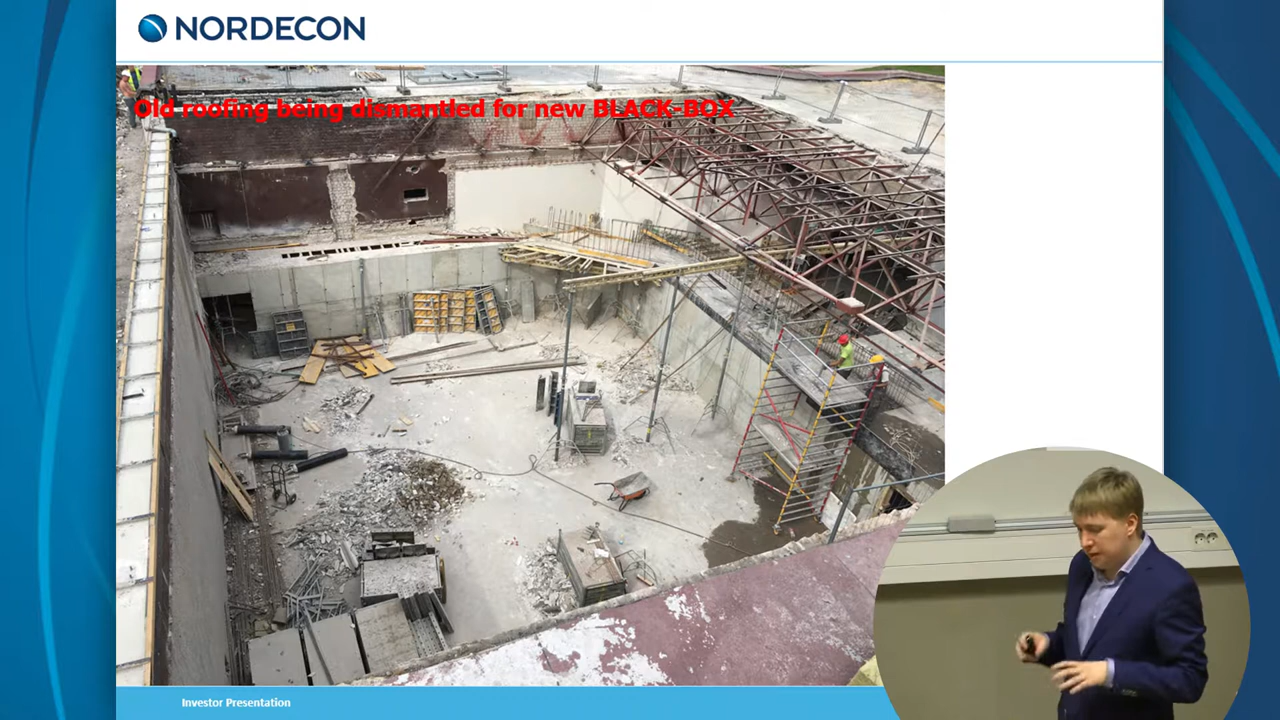 NORDECON
Old roofing being dismantled for new BLACK-BOX
Investor Presentation